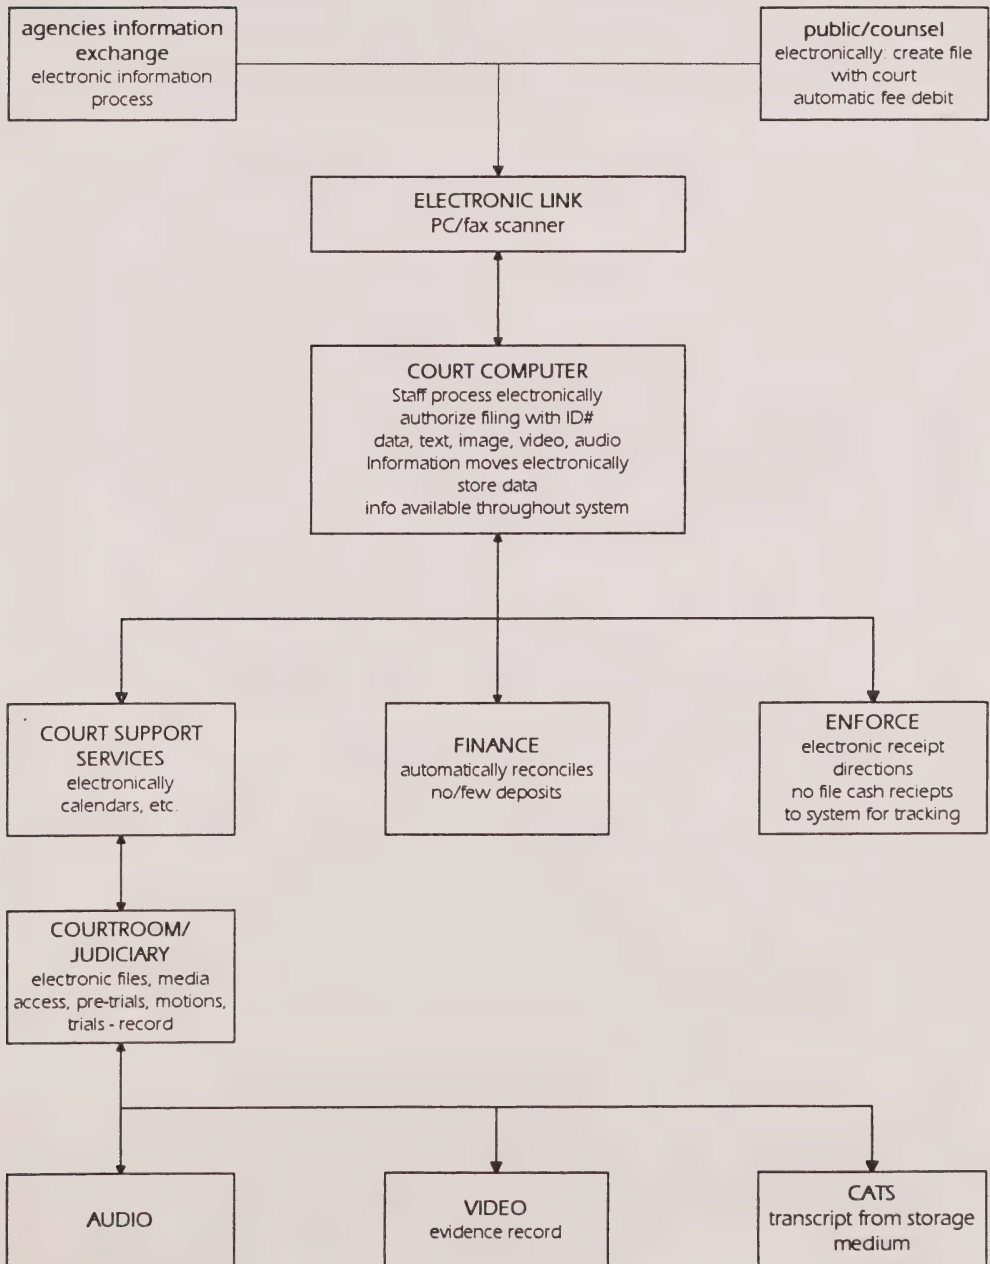 agencies information
exchange
electronic information
process
public/counsel
electronically: create file
with court
automatic fee debit
ELECTRONIC LINK
PC/fax scanner
COURT COMPUTER
Staff process electronically
authorize filing with ID#
data, text, image, video, audio
Information moves electronically
store data
info available throughout system
COURT SUPPORT
SERVICES
electronically
calendars, etc.
FINANCE
automatically reconciles
no/few deposits
ENFORCE
electronic receipt
directions
no file cash reciepts
to system for tracking
COURTROOM/
JUDICIARY
electronic files, media
access, pre-trials, motions,
trials - record
AUDIO
VIDEO
evidence record
CATS
transcript from storage
medium